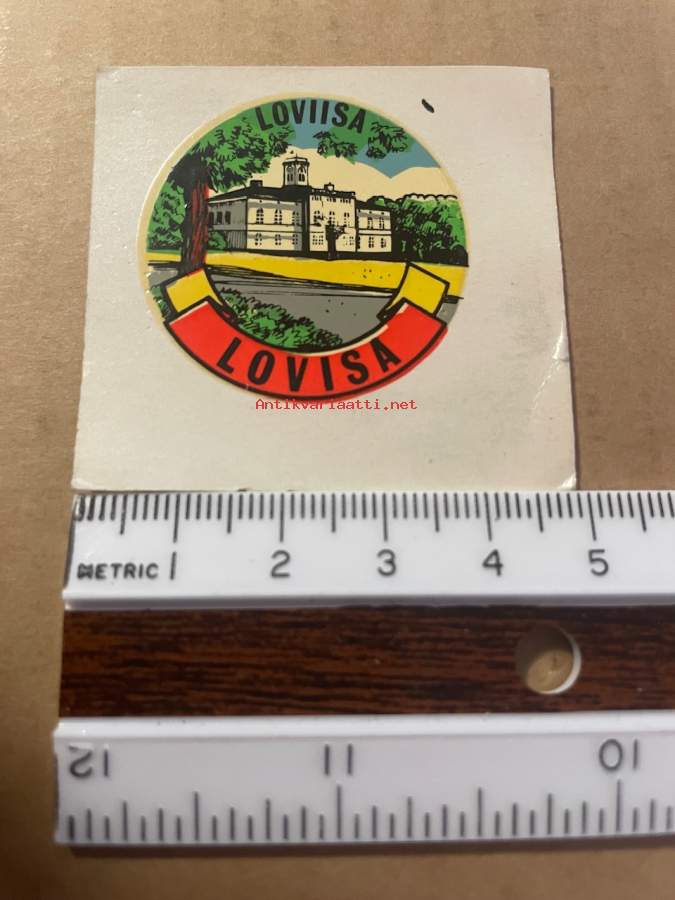 LOVIISA
LOVISA
Antikvariaatti.net
METRIC 1 2 3 4 5
12 11 10